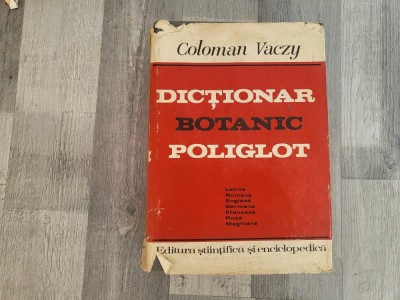 Coloman Vaczy
DICȚIONAR
BOTANIC
POLIGLOT
Latină
Română
Engleză
Germană
Franceză
Rusă
Maghiară
Editura științifică și enciclopedică